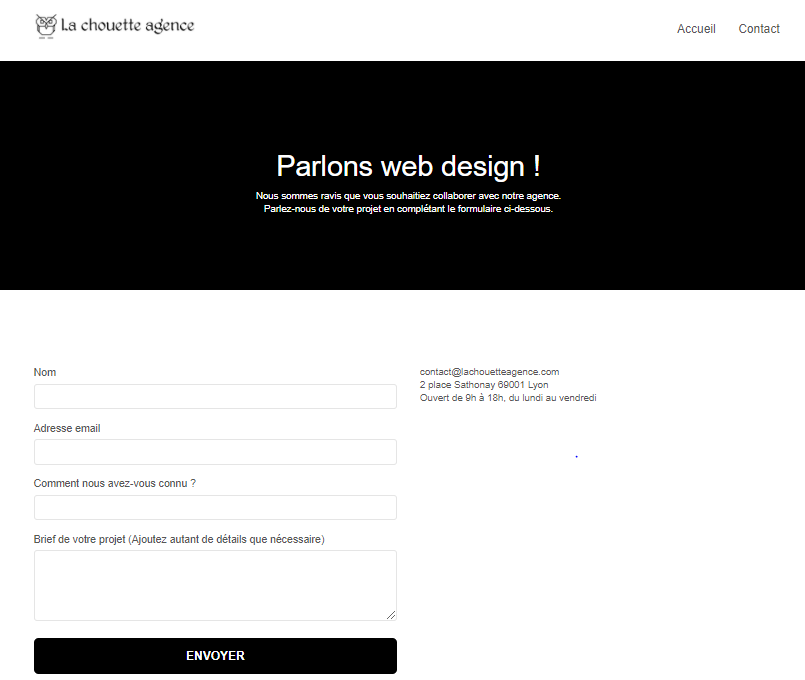 La chouette agence
Accueil
Contact
Parlons web design !
Nous sommes ravis que vous souhaitiez collaborer avec notre agence.
Parlez-nous de votre projet en complétant le formulaire ci-dessous.
Nom
Adresse email
Comment nous avez-vous connu ?
Brief de votre projet (Ajoutez autant de détails que nécessaire)
ENVOYER
contact@lachouetteagence.com
2 place Sathonay 69001 Lyon
Ouvert de 9h à 18h, du lundi au vendredi